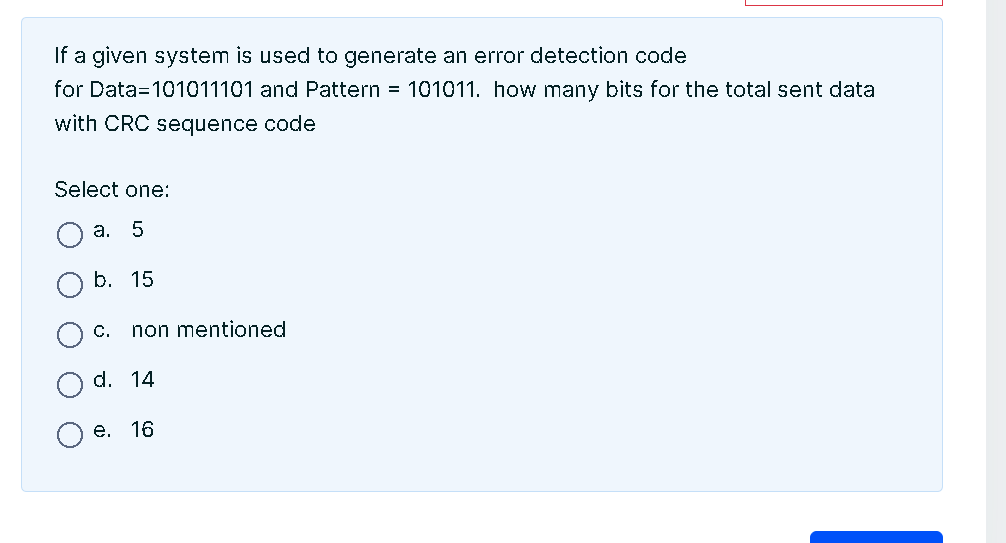 If a given system is used to generate an error detection code
for Data=101011101 and Pattern = 101011.  how many bits for the total sent data
with CRC sequence code
Select one:
a. 5
b. 15
c. non mentioned
d. 14
e. 16